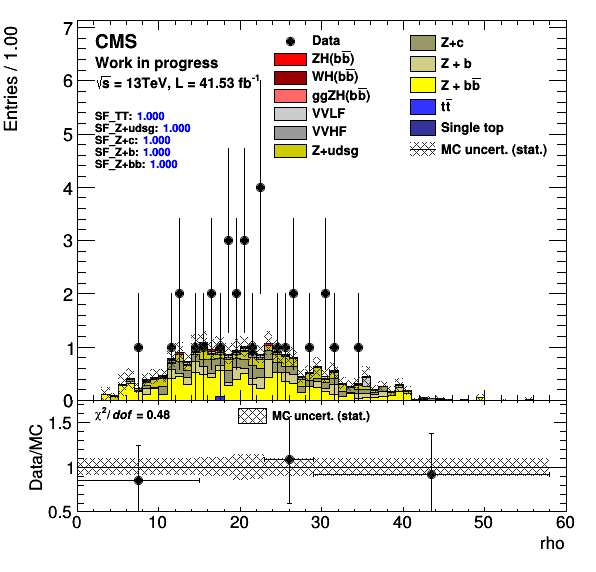 Entries / 1.00
7
6
5
4
3
2
1
0
CMS
Work in progress
√s = 13TeV, L = 41.53 fb⁻¹
SF_TT: 1.000
SF_Z+udsg: 1.000
SF_Z+c: 1.000
SF_Z+b: 1.000
SF_Z+bb: 1.000
Data
ZH(bb̅)
WH(bb̅)
ggZH(bb̅)
VVLF
VVHF
Z+udsg
Z+c
Z + b
Z + bb̅
tt̅
Single top
MC uncert. (stat.)
Data/MC
1.5
1
0.5
χ²/dof = 0.48
MC uncert. (stat.)
0 10 20 30 40 50 60
rho